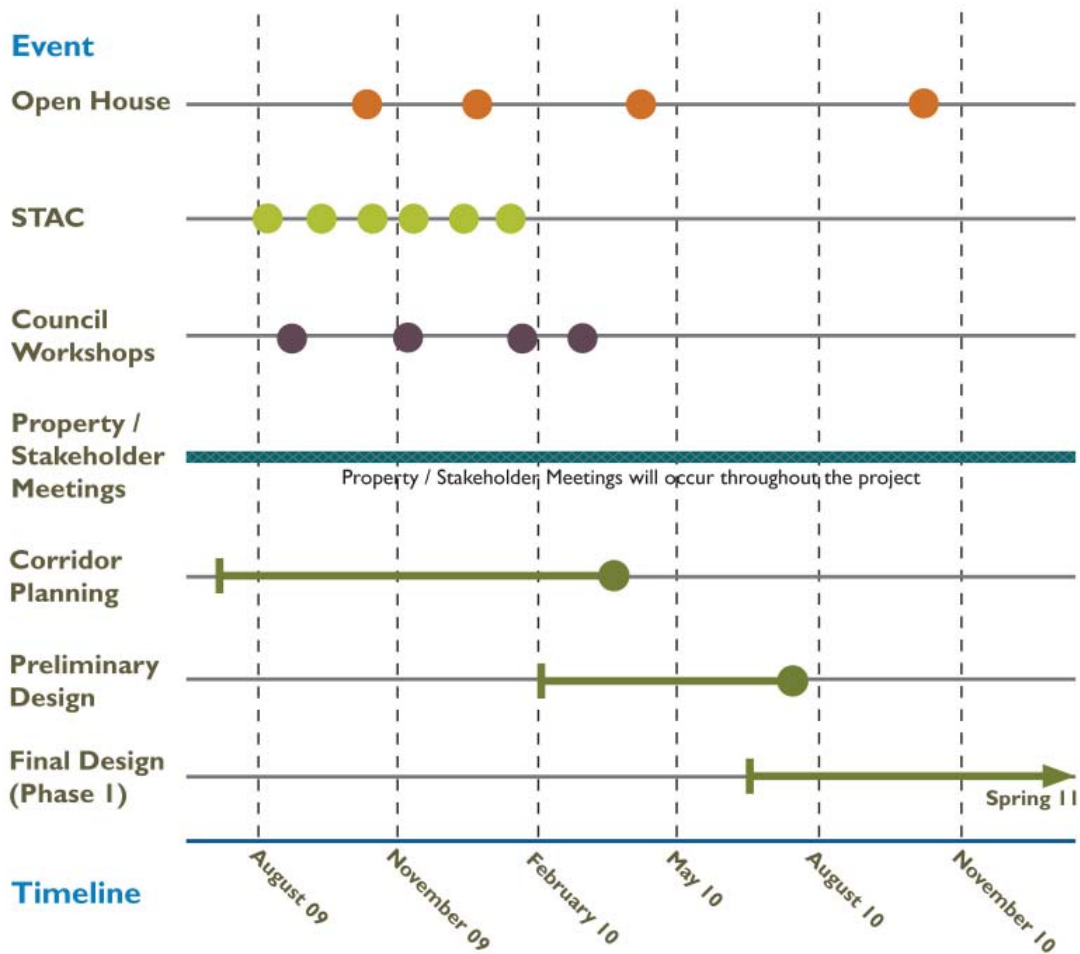 Event
Open House
STAC
Council
Workshops
Property /
Stakeholder
Meetings
Property / Stakeholder Meetings will occur throughout the project
Corridor
Planning
Preliminary
Design
Final Design
(Phase 1)
Spring 11
Timeline
August 09
November 09
February 10
May 10
August 10
November 10